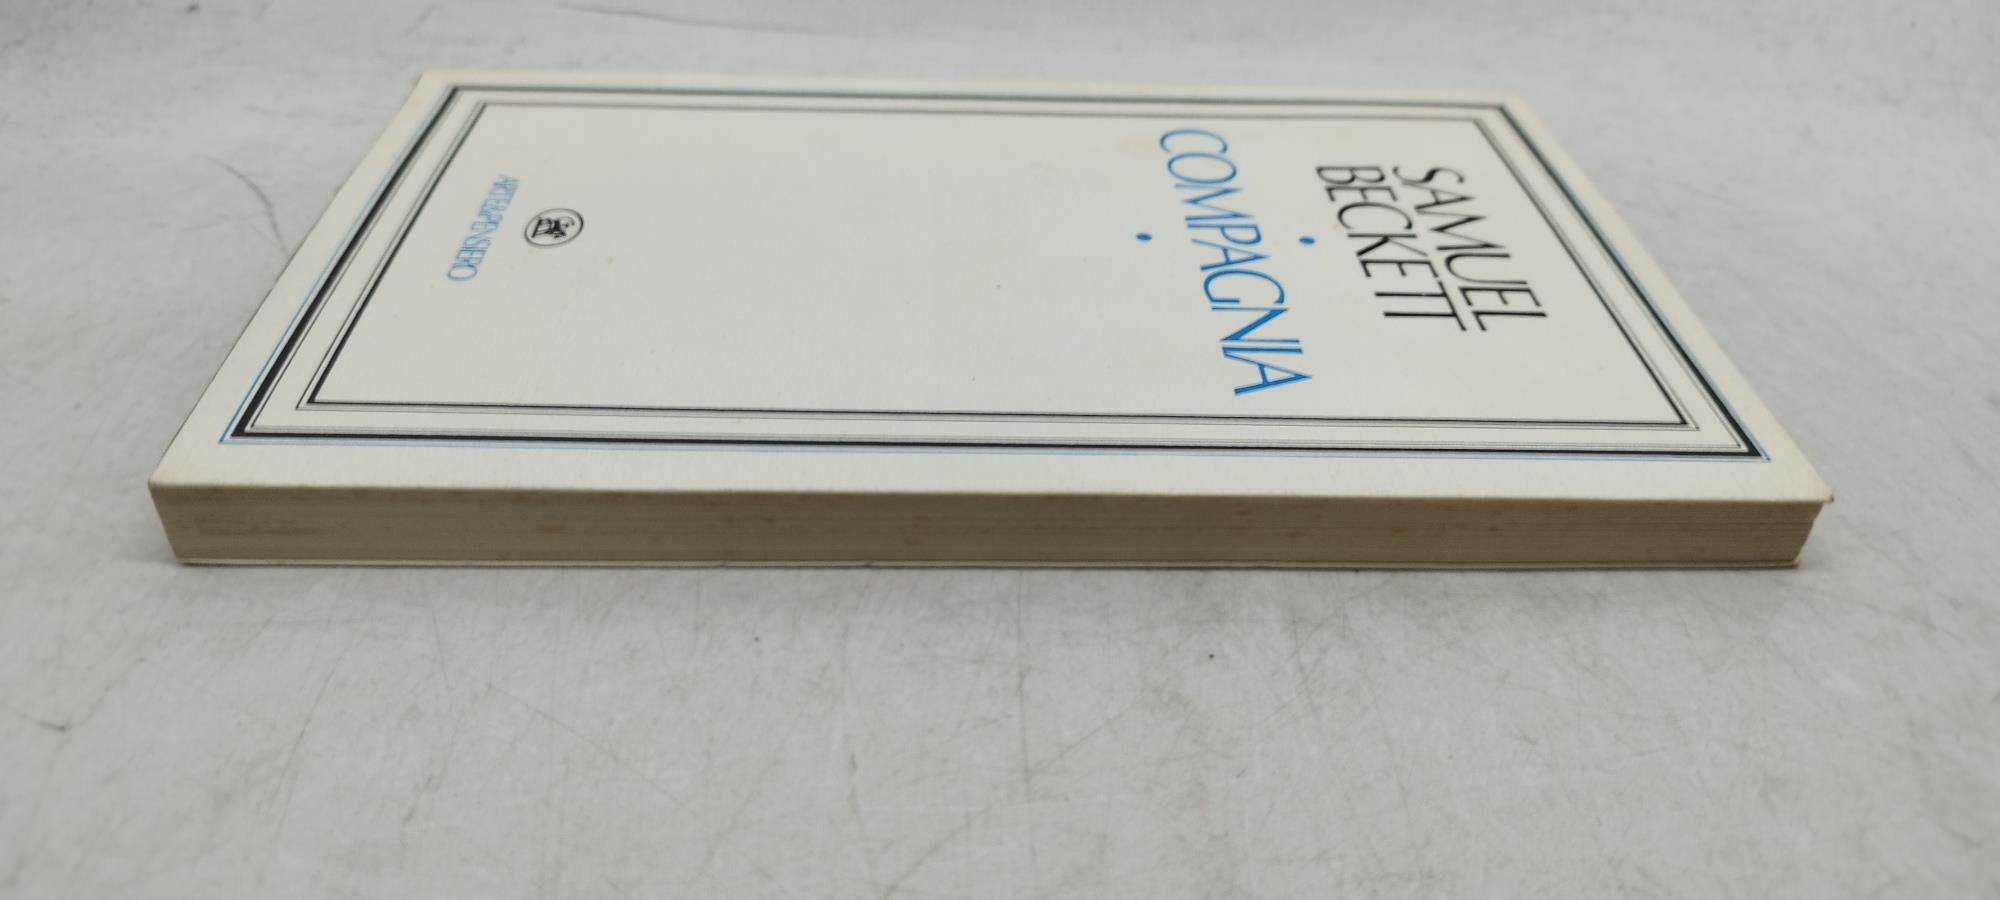 SAMUEL
BECKETT
COMPAGNIA
ARTE&PENSIERO